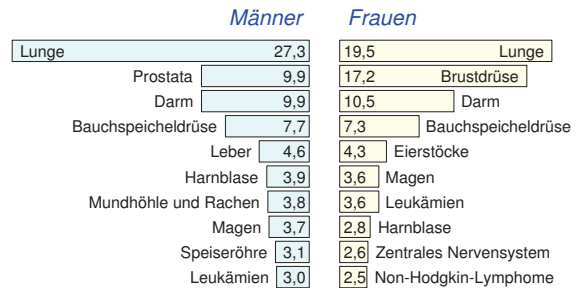 Männer Frauen
Lunge 27,3 19,5 Lunge
Prostata 9,9 17,2 Brustdrüse
Darm 9,9 10,5 Darm
Bauchspeicheldrüse 7,7 7,3 Bauchspeicheldrüse
Leber 4,6 4,3 Eierstöcke
Harnblase 3,9 3,6 Magen
Mundhöhle und Rachen 3,8 3,6 Leukämien
Magen 3,7 2,8 Harnblase
Speiseröhre 3,1 2,6 Zentrales Nervensystem
Leukämien 3,0 2,5 Non-Hodgkin-Lymphome